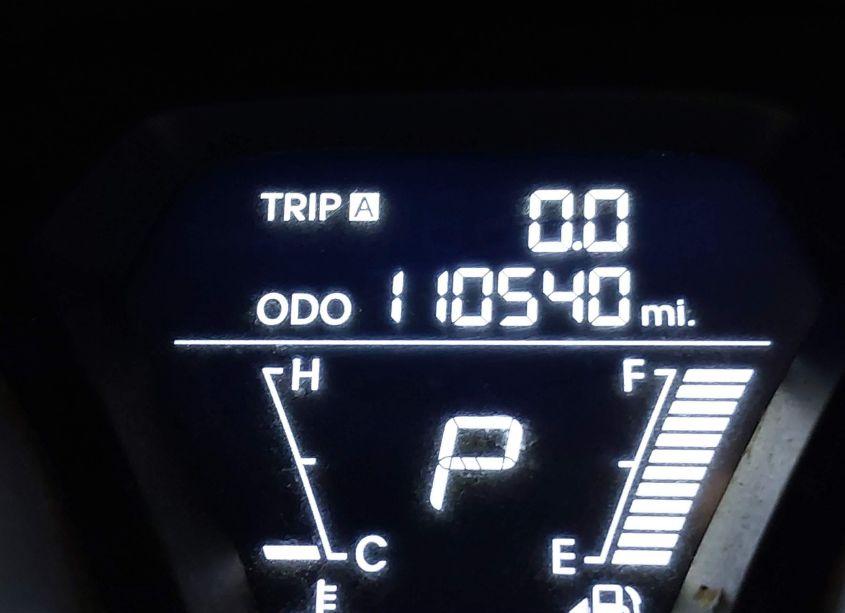 TRIP A 0.0
ODO 110540 mi.
H F
P
C E